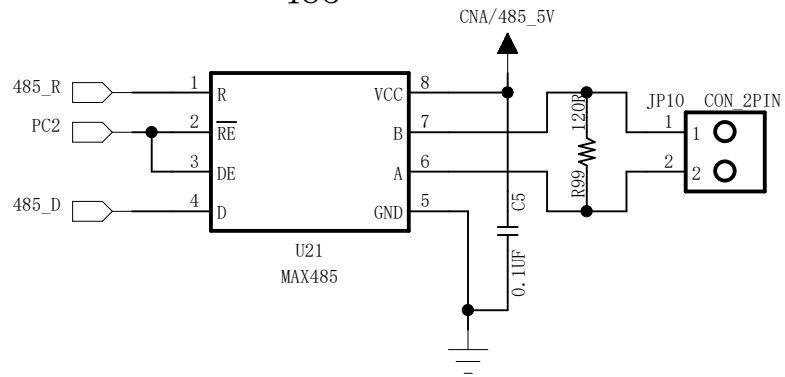 CNA/485_5V
485_R
1
R
VCC
8
PC2
2
RE
B
7
3
DE
A
6
485_D
4
D
GND
5
U21
MAX485
C5
0.1UF
120R
R99
JP10 CON_2PIN
1
1
2
2